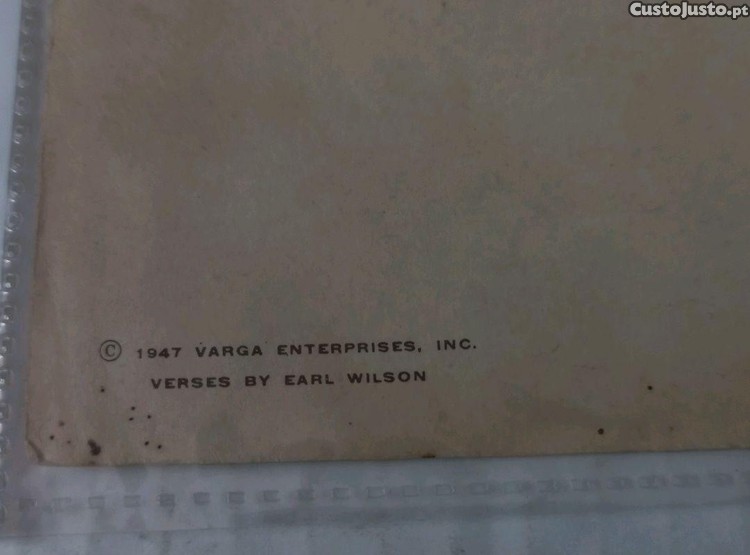 CustoJusto.pt
© 1947 VARGA ENTERPRISES, INC.
VERSES BY EARL WILSON